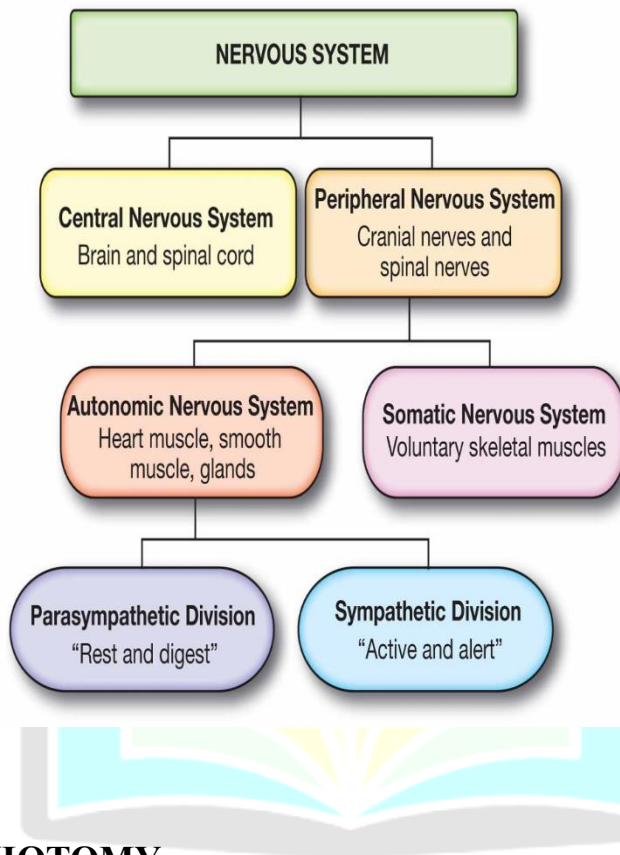 NERVOUS SYSTEM
Central Nervous System
Brain and spinal cord
Peripheral Nervous System
Cranial nerves and
spinal nerves
Autonomic Nervous System
Heart muscle, smooth
muscle, glands
Somatic Nervous System
Voluntary skeletal muscles
Parasympathetic Division
“Rest and digest”
Sympathetic Division
“Active and alert”